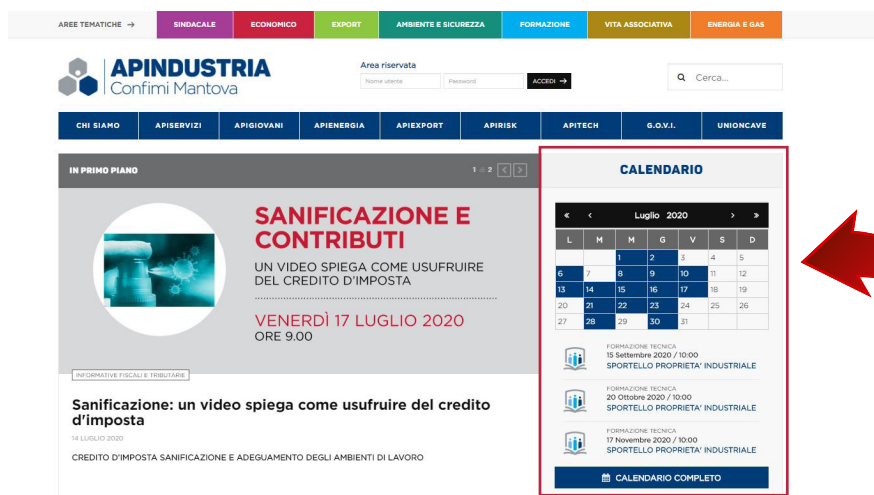 AREE TEMATICHE → SINDACALE ECONOMICO EXPORT AMBIENTE E SICUREZZA FORMAZIONE VITA ASSOCIATIVA ENERGIA E GAS
APINDUSTRIA
Confimi Mantova
Area riservata
Nome utente Password ACCEDI →
Cerca...
CHI SIAMO APISERVIZI APIGIOVANI APIENERGIA APIEXPORT APIRISK APITECH G.O.V.I. UNIONCAVE
IN PRIMO PIANO
1 di 2 < >
SANIFICAZIONE E
CONTRIBUTI
UN VIDEO SPIEGA COME USUFRUIRE
DEL CREDITO D'IMPOSTA
VENERDÌ 17 LUGLIO 2020
ORE 9.00
INFORMATIVE FISCALI E TRIBUTARIE
Sanificazione: un video spiega come usufruire del credito
d'imposta
14 LUGLIO 2020
CREDITO D'IMPOSTA SANIFICAZIONE E ADEGUAMENTO DEGLI AMBIENTI DI LAVORO
CALENDARIO
« ‹ Luglio 2020 › »
L M M G V S D
1 2 3 4 5
6 7 8 9 10 11 12
13 14 15 16 17 18 19
20 21 22 23 24 25 26
27 28 29 30 31
FORMAZIONE TECNICA
15 Settembre 2020 / 10:00
SPORTELLO PROPRIETA' INDUSTRIALE
FORMAZIONE TECNICA
20 Ottobre 2020 / 10:00
SPORTELLO PROPRIETA' INDUSTRIALE
FORMAZIONE TECNICA
17 Novembre 2020 / 10:00
SPORTELLO PROPRIETA' INDUSTRIALE
CALENDARIO COMPLETO